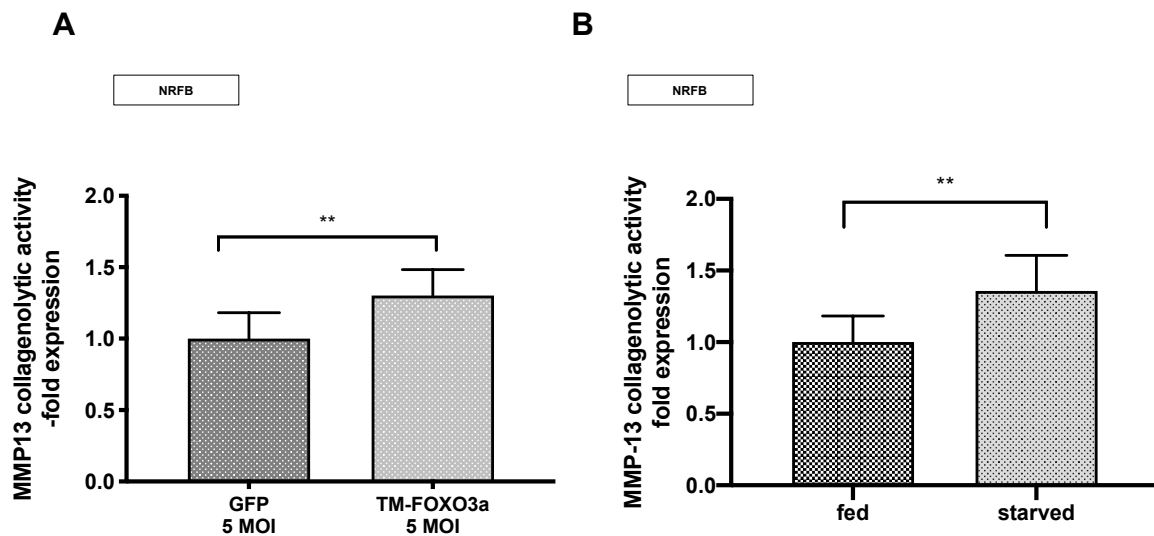 A
NRFB
MMP13 collagenolytic activity
-fold expression
2.0
1.5
1.0
0.5
0.0
**
GFP
5 MOI
TM-FOXO3a
5 MOI
B
NRFB
MMP-13 collagenolytic activity
fold expression
2.0
1.5
1.0
0.5
0.0
**
fed
starved